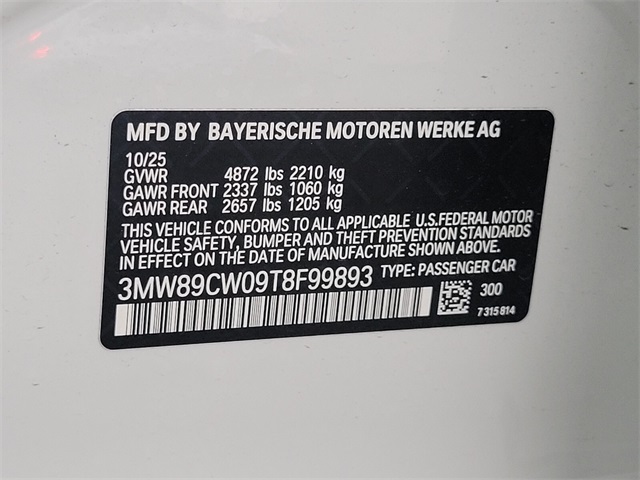 MFD BY BAYERISCHE MOTOREN WERKE AG
10/25
GVWR 4872 lbs 2210 kg
GAWR FRONT 2337 lbs 1060 kg
GAWR REAR 2657 lbs 1205 kg
THIS VEHICLE CONFORMS TO ALL APPLICABLE U.S.FEDERAL MOTOR
VEHICLE SAFETY, BUMPER AND THEFT PREVENTION STANDARDS
IN EFFECT ON THE DATE OF MANUFACTURE SHOWN ABOVE.
3MW89CW09T8F99893 TYPE: PASSENGER CAR
300
7315814